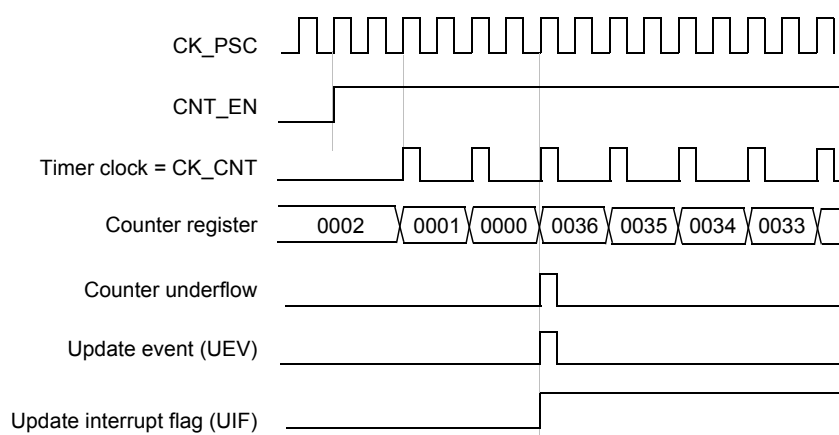 CK_PSC
CNT_EN
Timer clock = CK_CNT
Counter register 0002 0001 0000 0036 0035 0034 0033
Counter underflow
Update event (UEV)
Update interrupt flag (UIF)